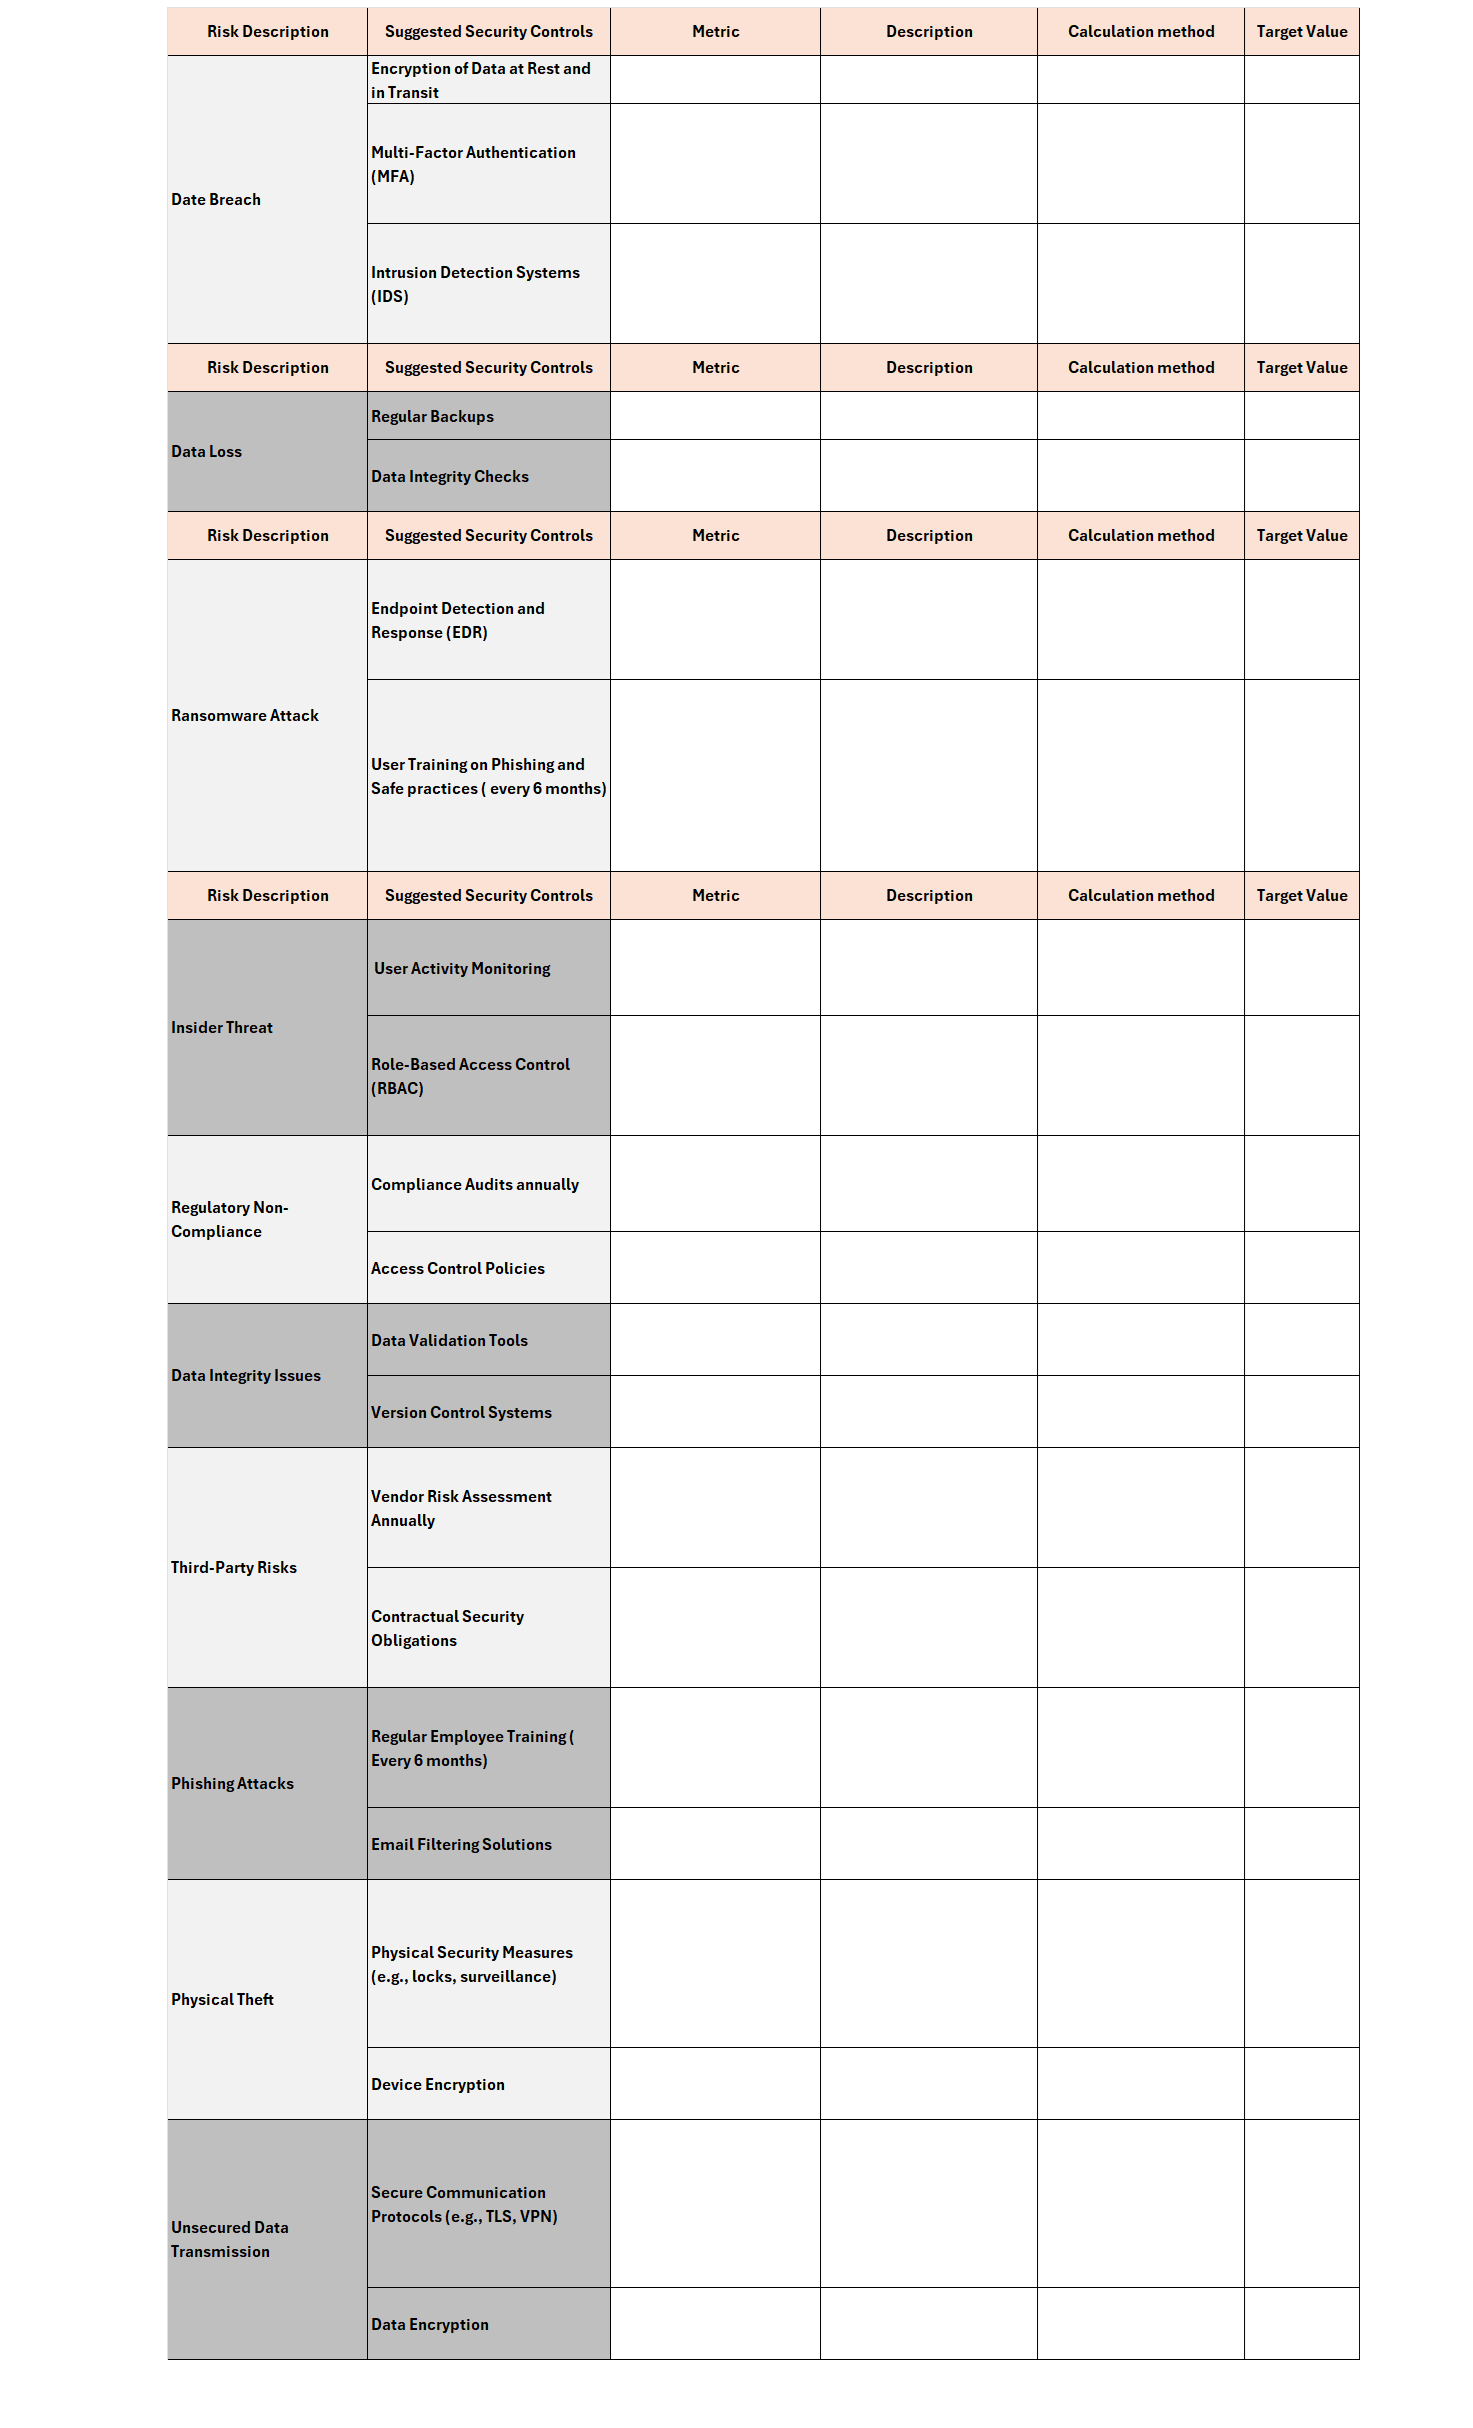 Risk Description Suggested Security Controls Metric Description Calculation method Target Value
Date Breach
Encryption of Data at Rest and
in Transit
Multi-Factor Authentication
(MFA)
Intrusion Detection Systems
(IDS)
Risk Description Suggested Security Controls Metric Description Calculation method Target Value
Data Loss
Regular Backups
Data Integrity Checks
Risk Description Suggested Security Controls Metric Description Calculation method Target Value
Ransomware Attack
Endpoint Detection and
Response (EDR)
User Training on Phishing and
Safe practices ( every 6 months)
Risk Description Suggested Security Controls Metric Description Calculation method Target Value
Insider Threat
User Activity Monitoring
Role-Based Access Control
(RBAC)
Regulatory Non-
Compliance
Compliance Audits annually
Access Control Policies
Data Integrity Issues
Data Validation Tools
Version Control Systems
Third-Party Risks
Vendor Risk Assessment
Annually
Contractual Security
Obligations
Phishing Attacks
Regular Employee Training (
Every 6 months)
Email Filtering Solutions
Physical Theft
Physical Security Measures
(e.g., locks, surveillance)
Device Encryption
Unsecured Data
Transmission
Secure Communication
Protocols (e.g., TLS, VPN)
Data Encryption